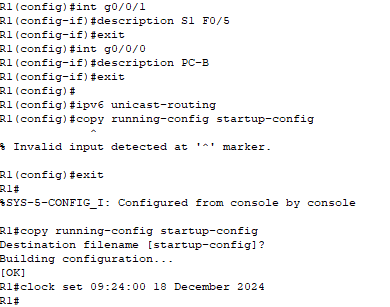 R1(config)#int g0/0/1
R1(config-if)#description S1 F0/5
R1(config-if)#exit
R1(config)#int g0/0/0
R1(config-if)#description PC-B
R1(config-if)#exit
R1(config)#
R1(config)#ipv6 unicast-routing
R1(config)#copy running-config startup-config
^
% Invalid input detected at '^' marker.
R1(config)#exit
R1#
%SYS-5-CONFIG_I: Configured from console by console
R1#copy running-config startup-config
Destination filename [startup-config]?
Building configuration...
[OK]
R1#clock set 09:24:00 18 December 2024
R1#